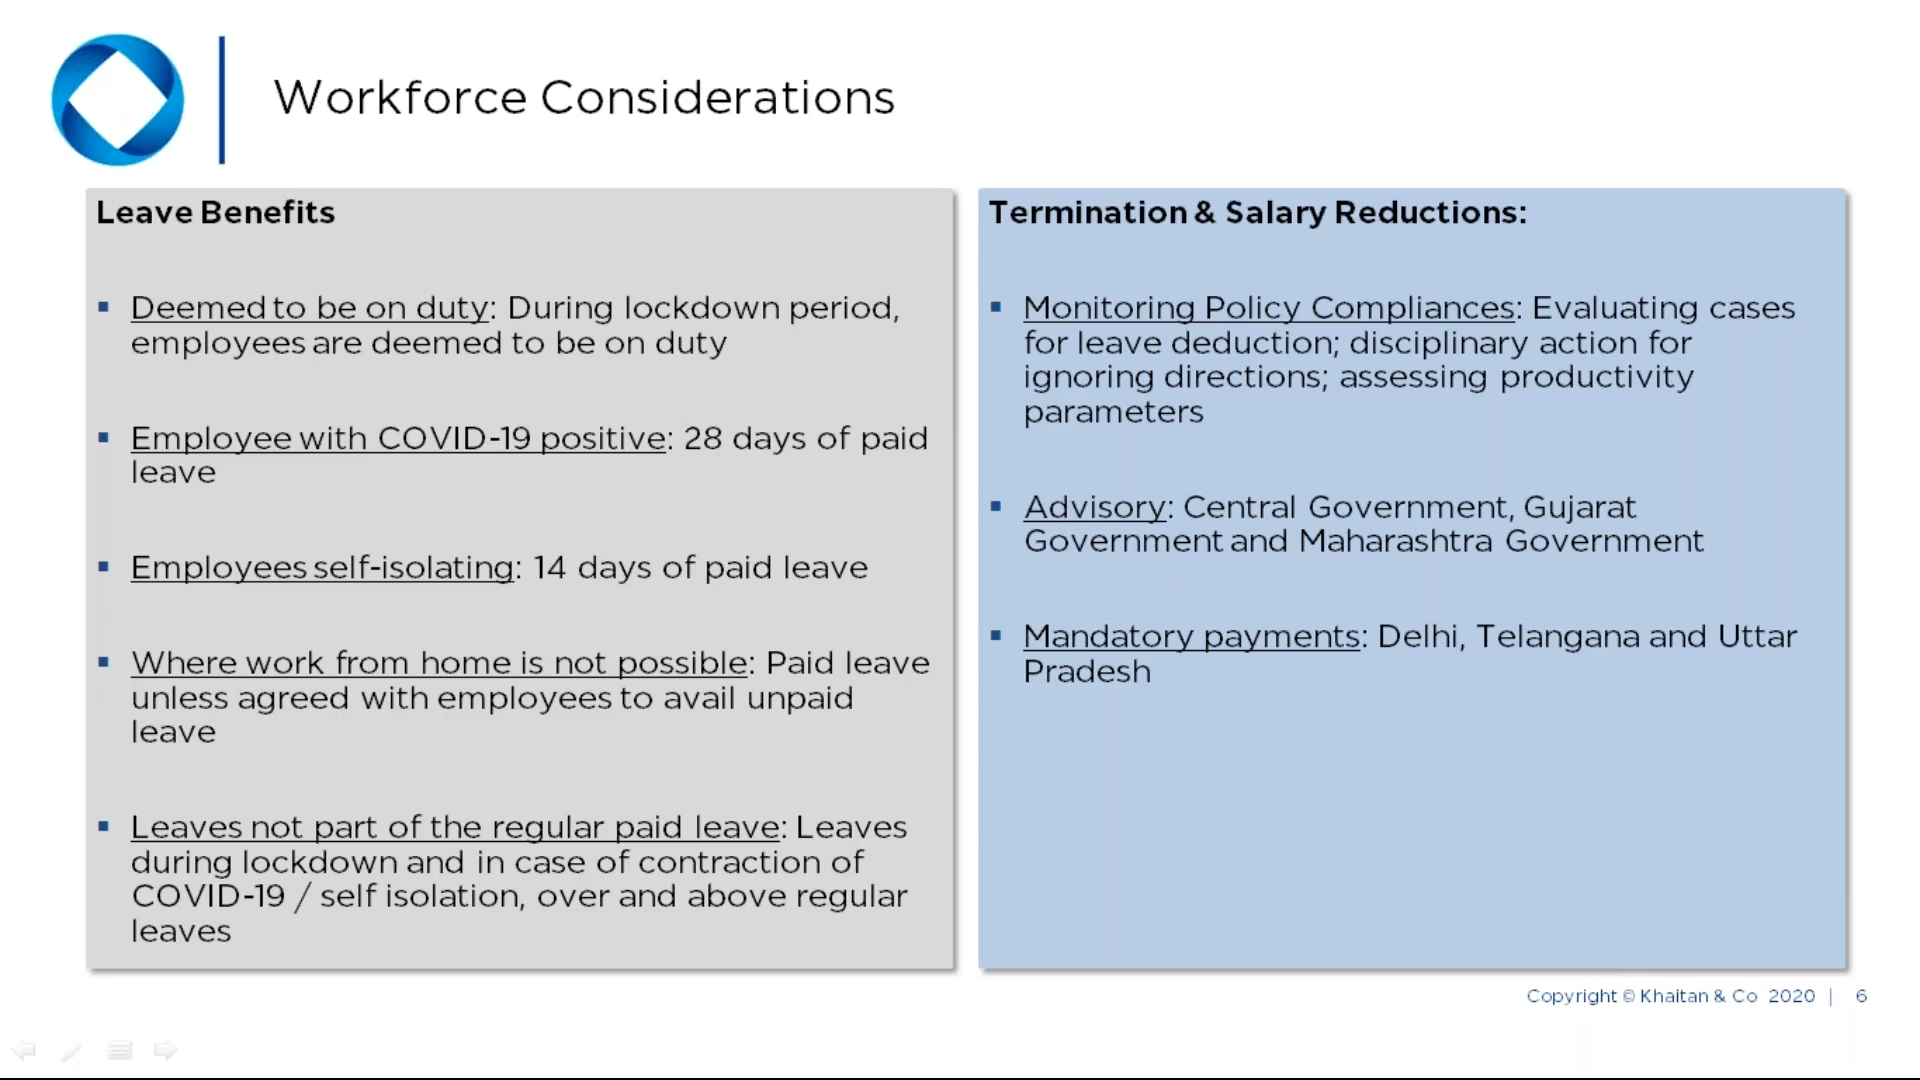 Workforce Considerations
Leave Benefits
▪ Deemed to be on duty: During lockdown period,
employees are deemed to be on duty
▪ Employee with COVID-19 positive: 28 days of paid
leave
▪ Employees self-isolating: 14 days of paid leave
▪ Where work from home is not possible: Paid leave
unless agreed with employees to avail unpaid
leave
▪ Leaves not part of the regular paid leave: Leaves
during lockdown and in case of contraction of
COVID-19 / self isolation, over and above regular
leaves
Termination & Salary Reductions:
▪ Monitoring Policy Compliances: Evaluating cases
for leave deduction; disciplinary action for
ignoring directions; assessing productivity
parameters
▪ Advisory: Central Government, Gujarat
Government and Maharashtra Government
▪ Mandatory payments: Delhi, Telangana and Uttar
Pradesh
Copyright © Khaitan & Co 2020 | 6